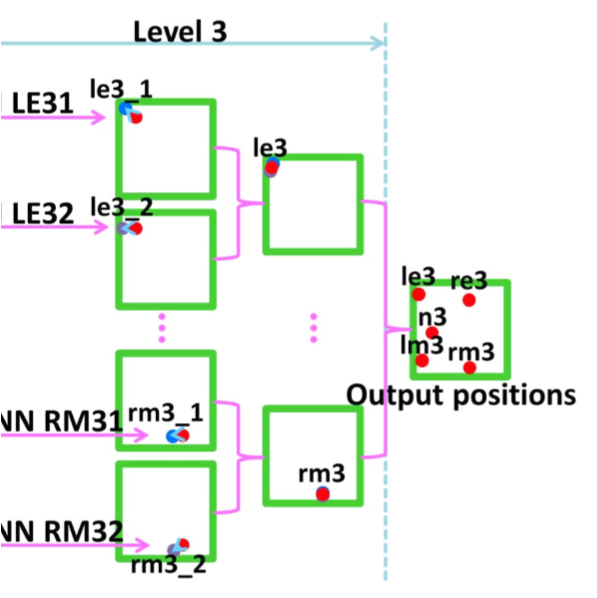 Level 3
le3_1
LE31
le3
le3_2
LE32
le3 re3
n3
lm3 rm3
Output positions
rm3_1
NN RM31
rm3
NN RM32
rm3_2